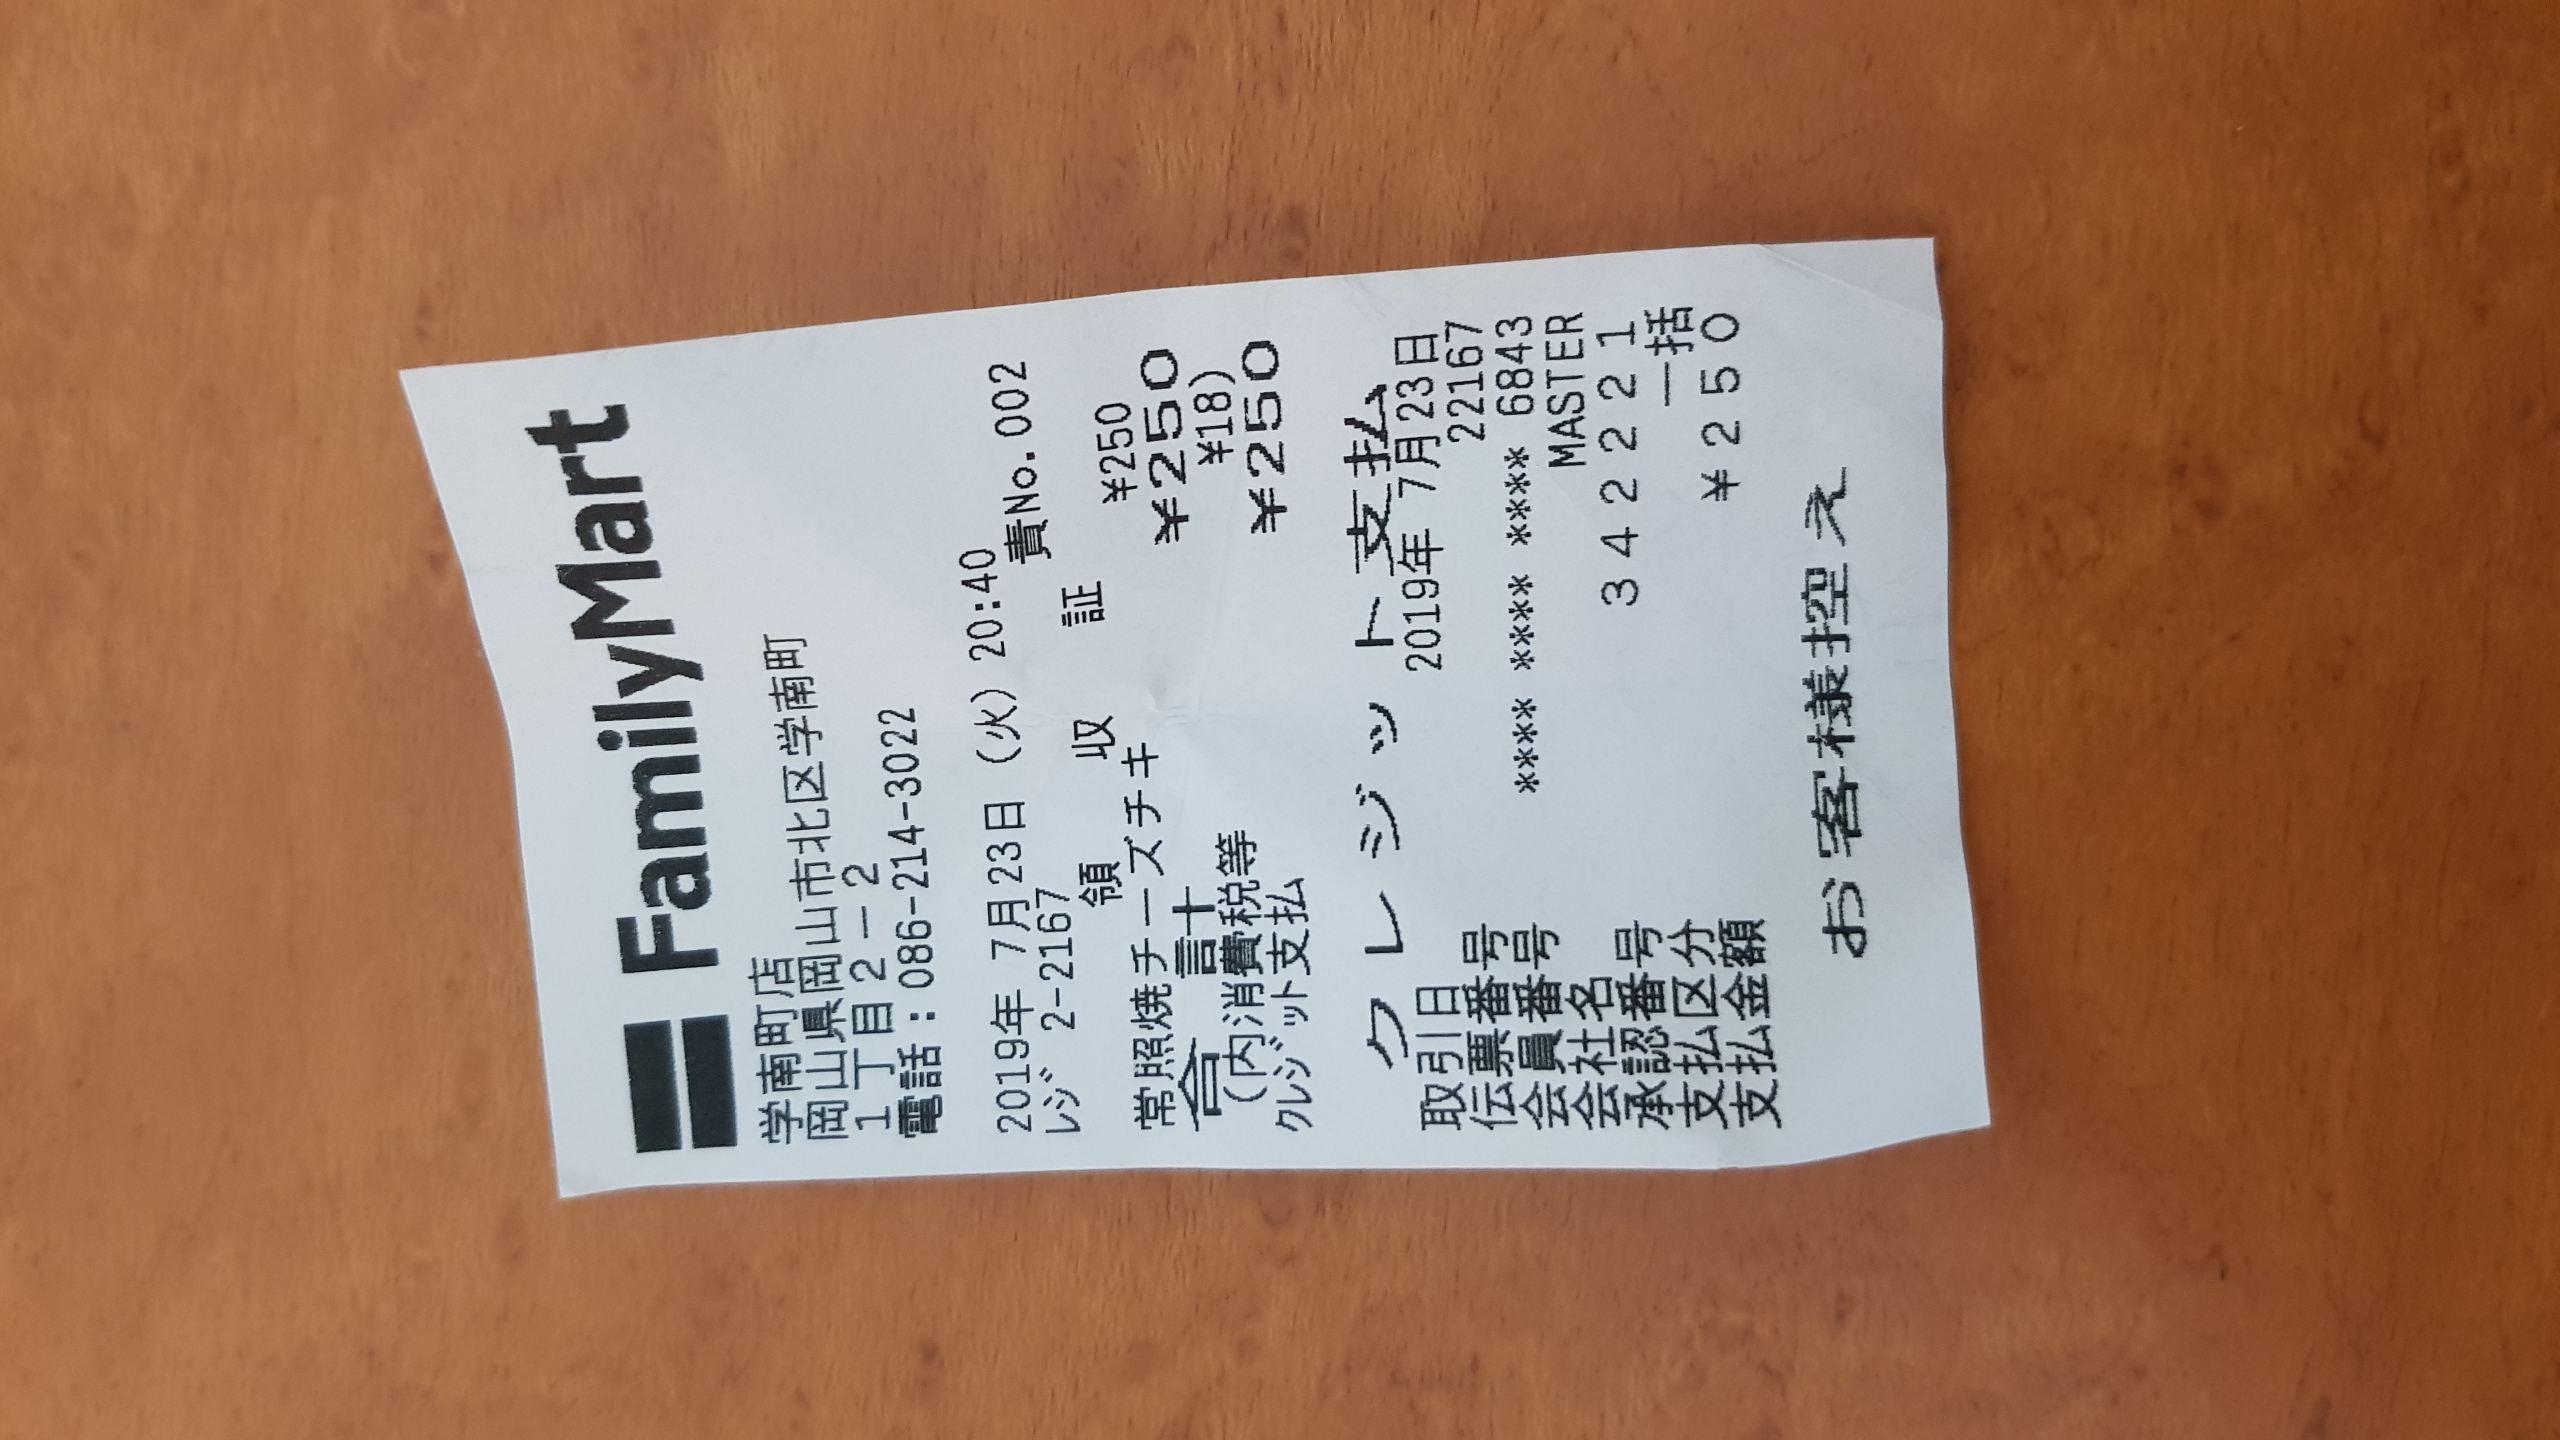 FamilyMart
学南町店
岡山県岡山市北区学南町
1丁目2－2
電話：086-214-3022
2019年 7月23日（火）20:40
ﾚｼﾞ 2-2167 責No.002
領 収 証
常照焼チーズチキ ¥250
合 計 ¥250
（内消費税等 ¥18）
ｸﾚｼﾞｯﾄ支払 ¥250
クレジット支払
取引日 2019年 7月23日
伝票番号 22167
会員番号 **** **** **** 6843
会社名 MASTER
承認番号 342221
支払区分 一括
支払金額 ¥250
お客様控え